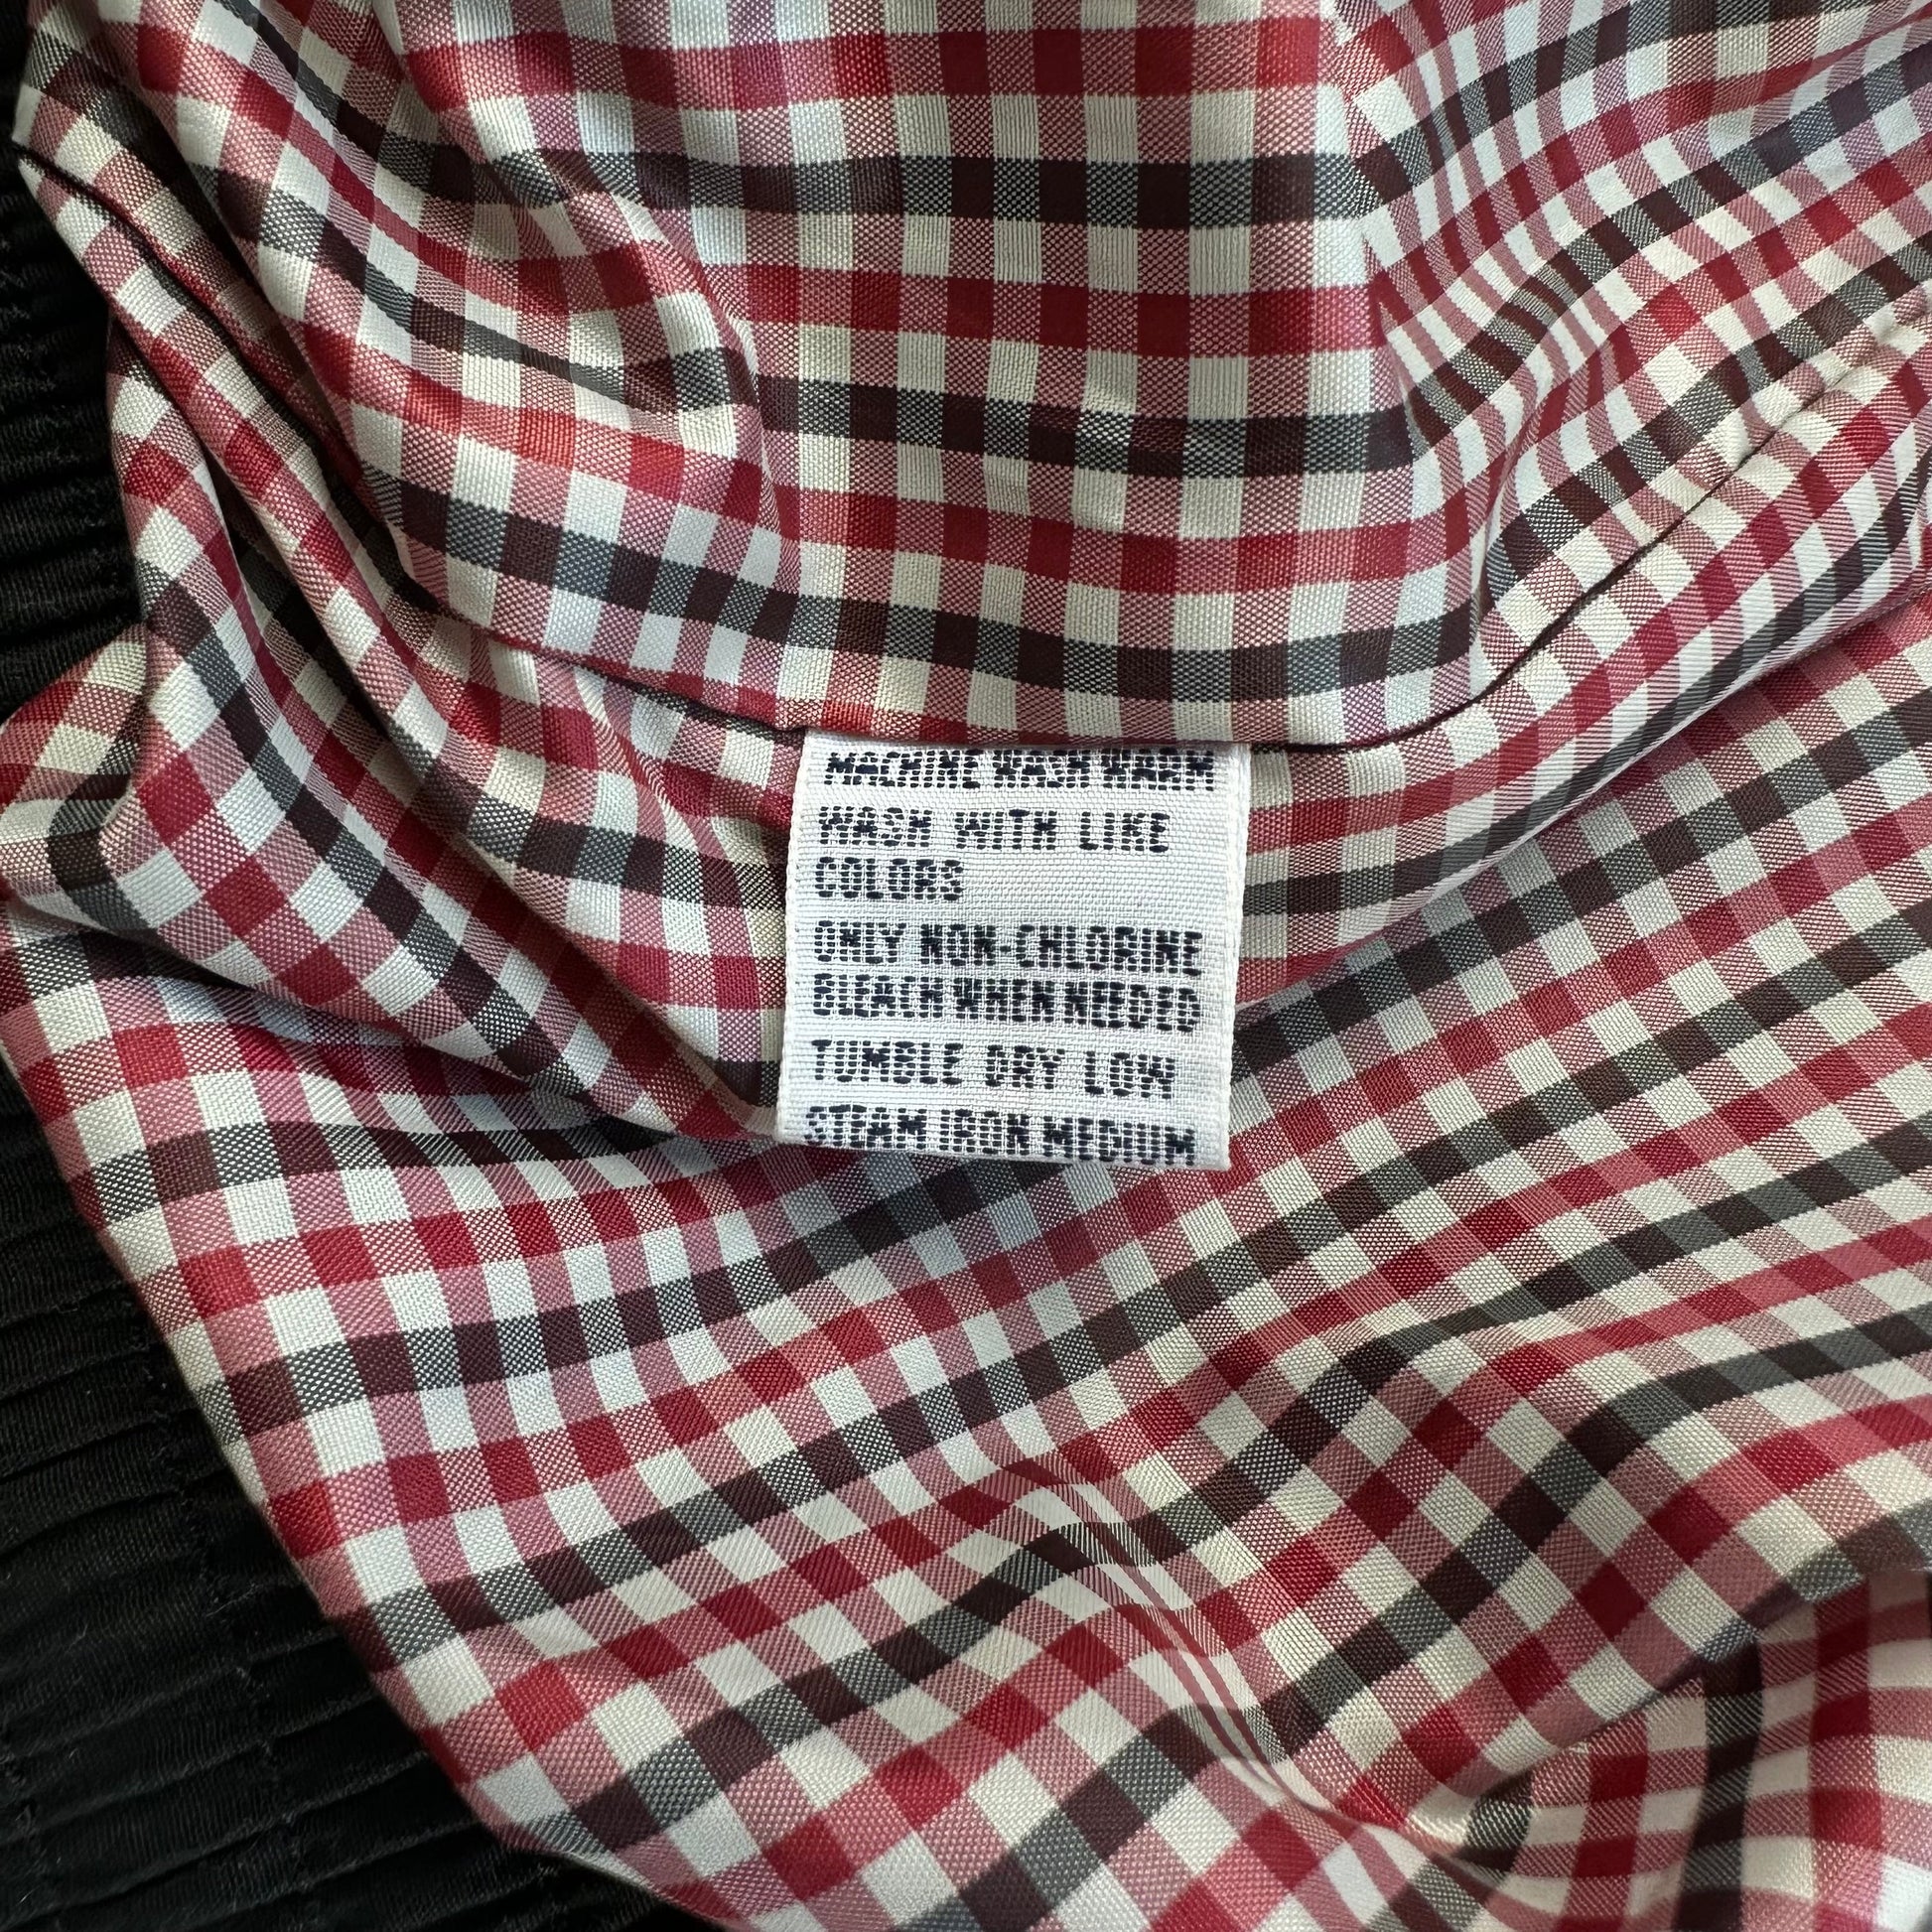 MACHINE WASH WARM
WASH WITH LIKE
COLORS
ONLY NON-CHLORINE
BLEACH WHEN NEEDED
TUMBLE DRY LOW
STEAM IRON MEDIUM